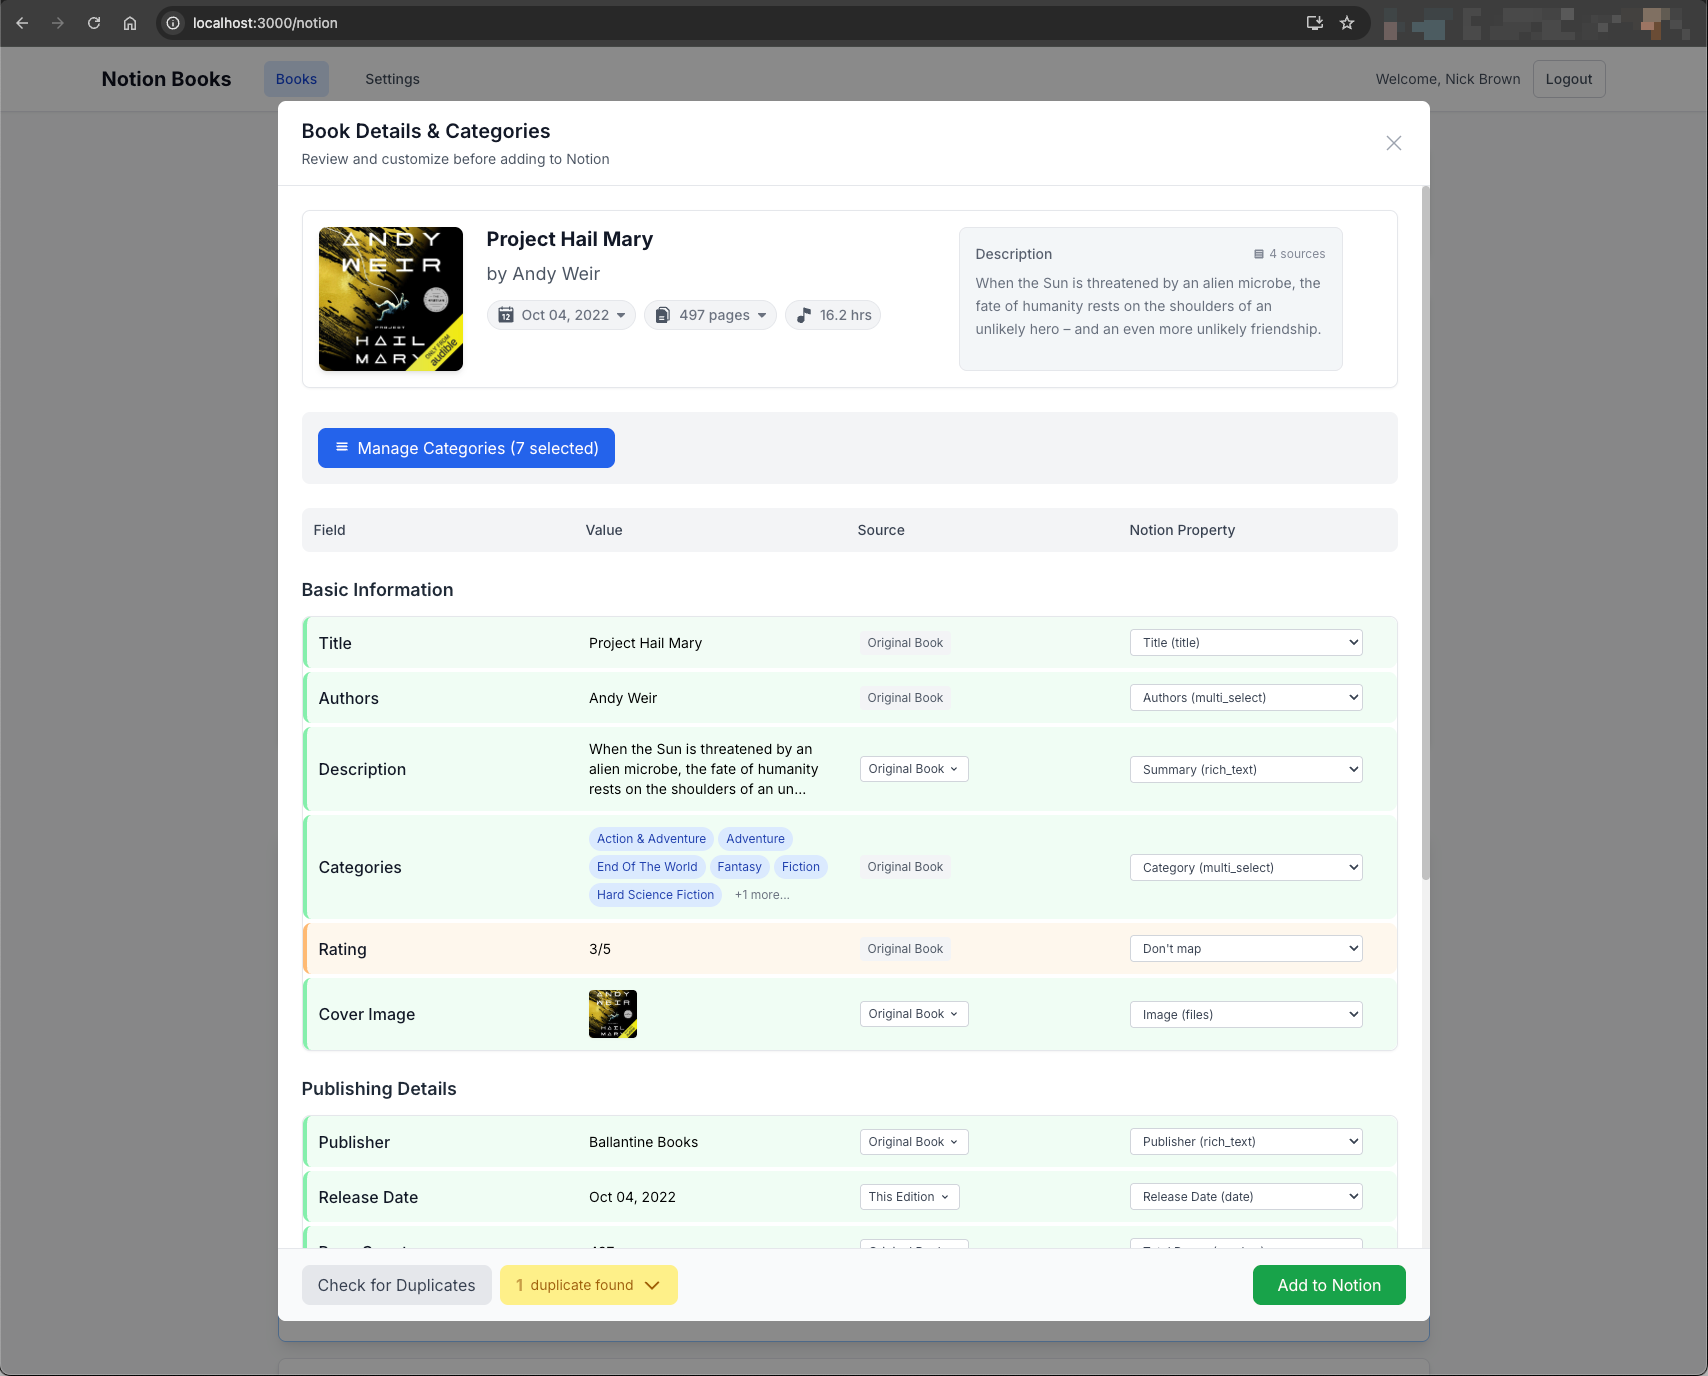 localhost:3000/notion
Notion Books
Books
Settings
Welcome, Nick Brown
Logout
Book Details & Categories
Review and customize before adding to Notion
ANDY
WEIR
PROJECT
HAIL
MARY
ONLY FROM
audible
Project Hail Mary
by Andy Weir
12
Oct 04, 2022
497 pages
16.2 hrs
Description
4 sources
When the Sun is threatened by an alien microbe, the
fate of humanity rests on the shoulders of an
unlikely hero – and an even more unlikely friendship.
Manage Categories (7 selected)
Field
Value
Source
Notion Property
Basic Information
Title
Project Hail Mary
Original Book
Title (title)
Authors
Andy Weir
Original Book
Authors (multi_select)
Description
When the Sun is threatened by an
alien microbe, the fate of humanity
rests on the shoulders of an un...
Original Book
Summary (rich_text)
Categories
Action & Adventure
Adventure
End Of The World
Fantasy
Fiction
Hard Science Fiction
+1 more...
Original Book
Category (multi_select)
Rating
3/5
Original Book
Don't map
Cover Image
ANDY
WEIR
HAIL
MARY
Original Book
Image (files)
Publishing Details
Publisher
Ballantine Books
Original Book
Publisher (rich_text)
Release Date
Oct 04, 2022
This Edition
Release Date (date)
Check for Duplicates
1 duplicate found
Add to Notion